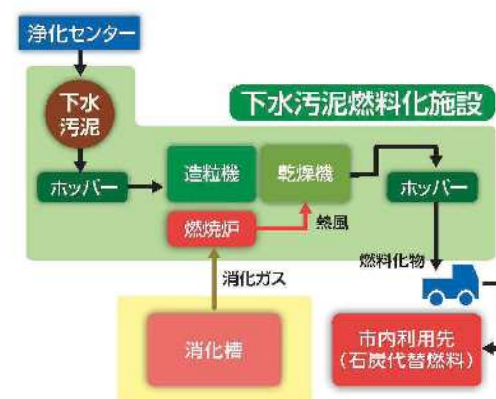 浄化センター
下水
汚泥
下水汚泥燃料化施設
造粒機
乾燥機
ホッパー
ホッパー
燃焼炉
熱風
燃料化物
消化ガス
消化槽
市内利用先
(石炭代替燃料)